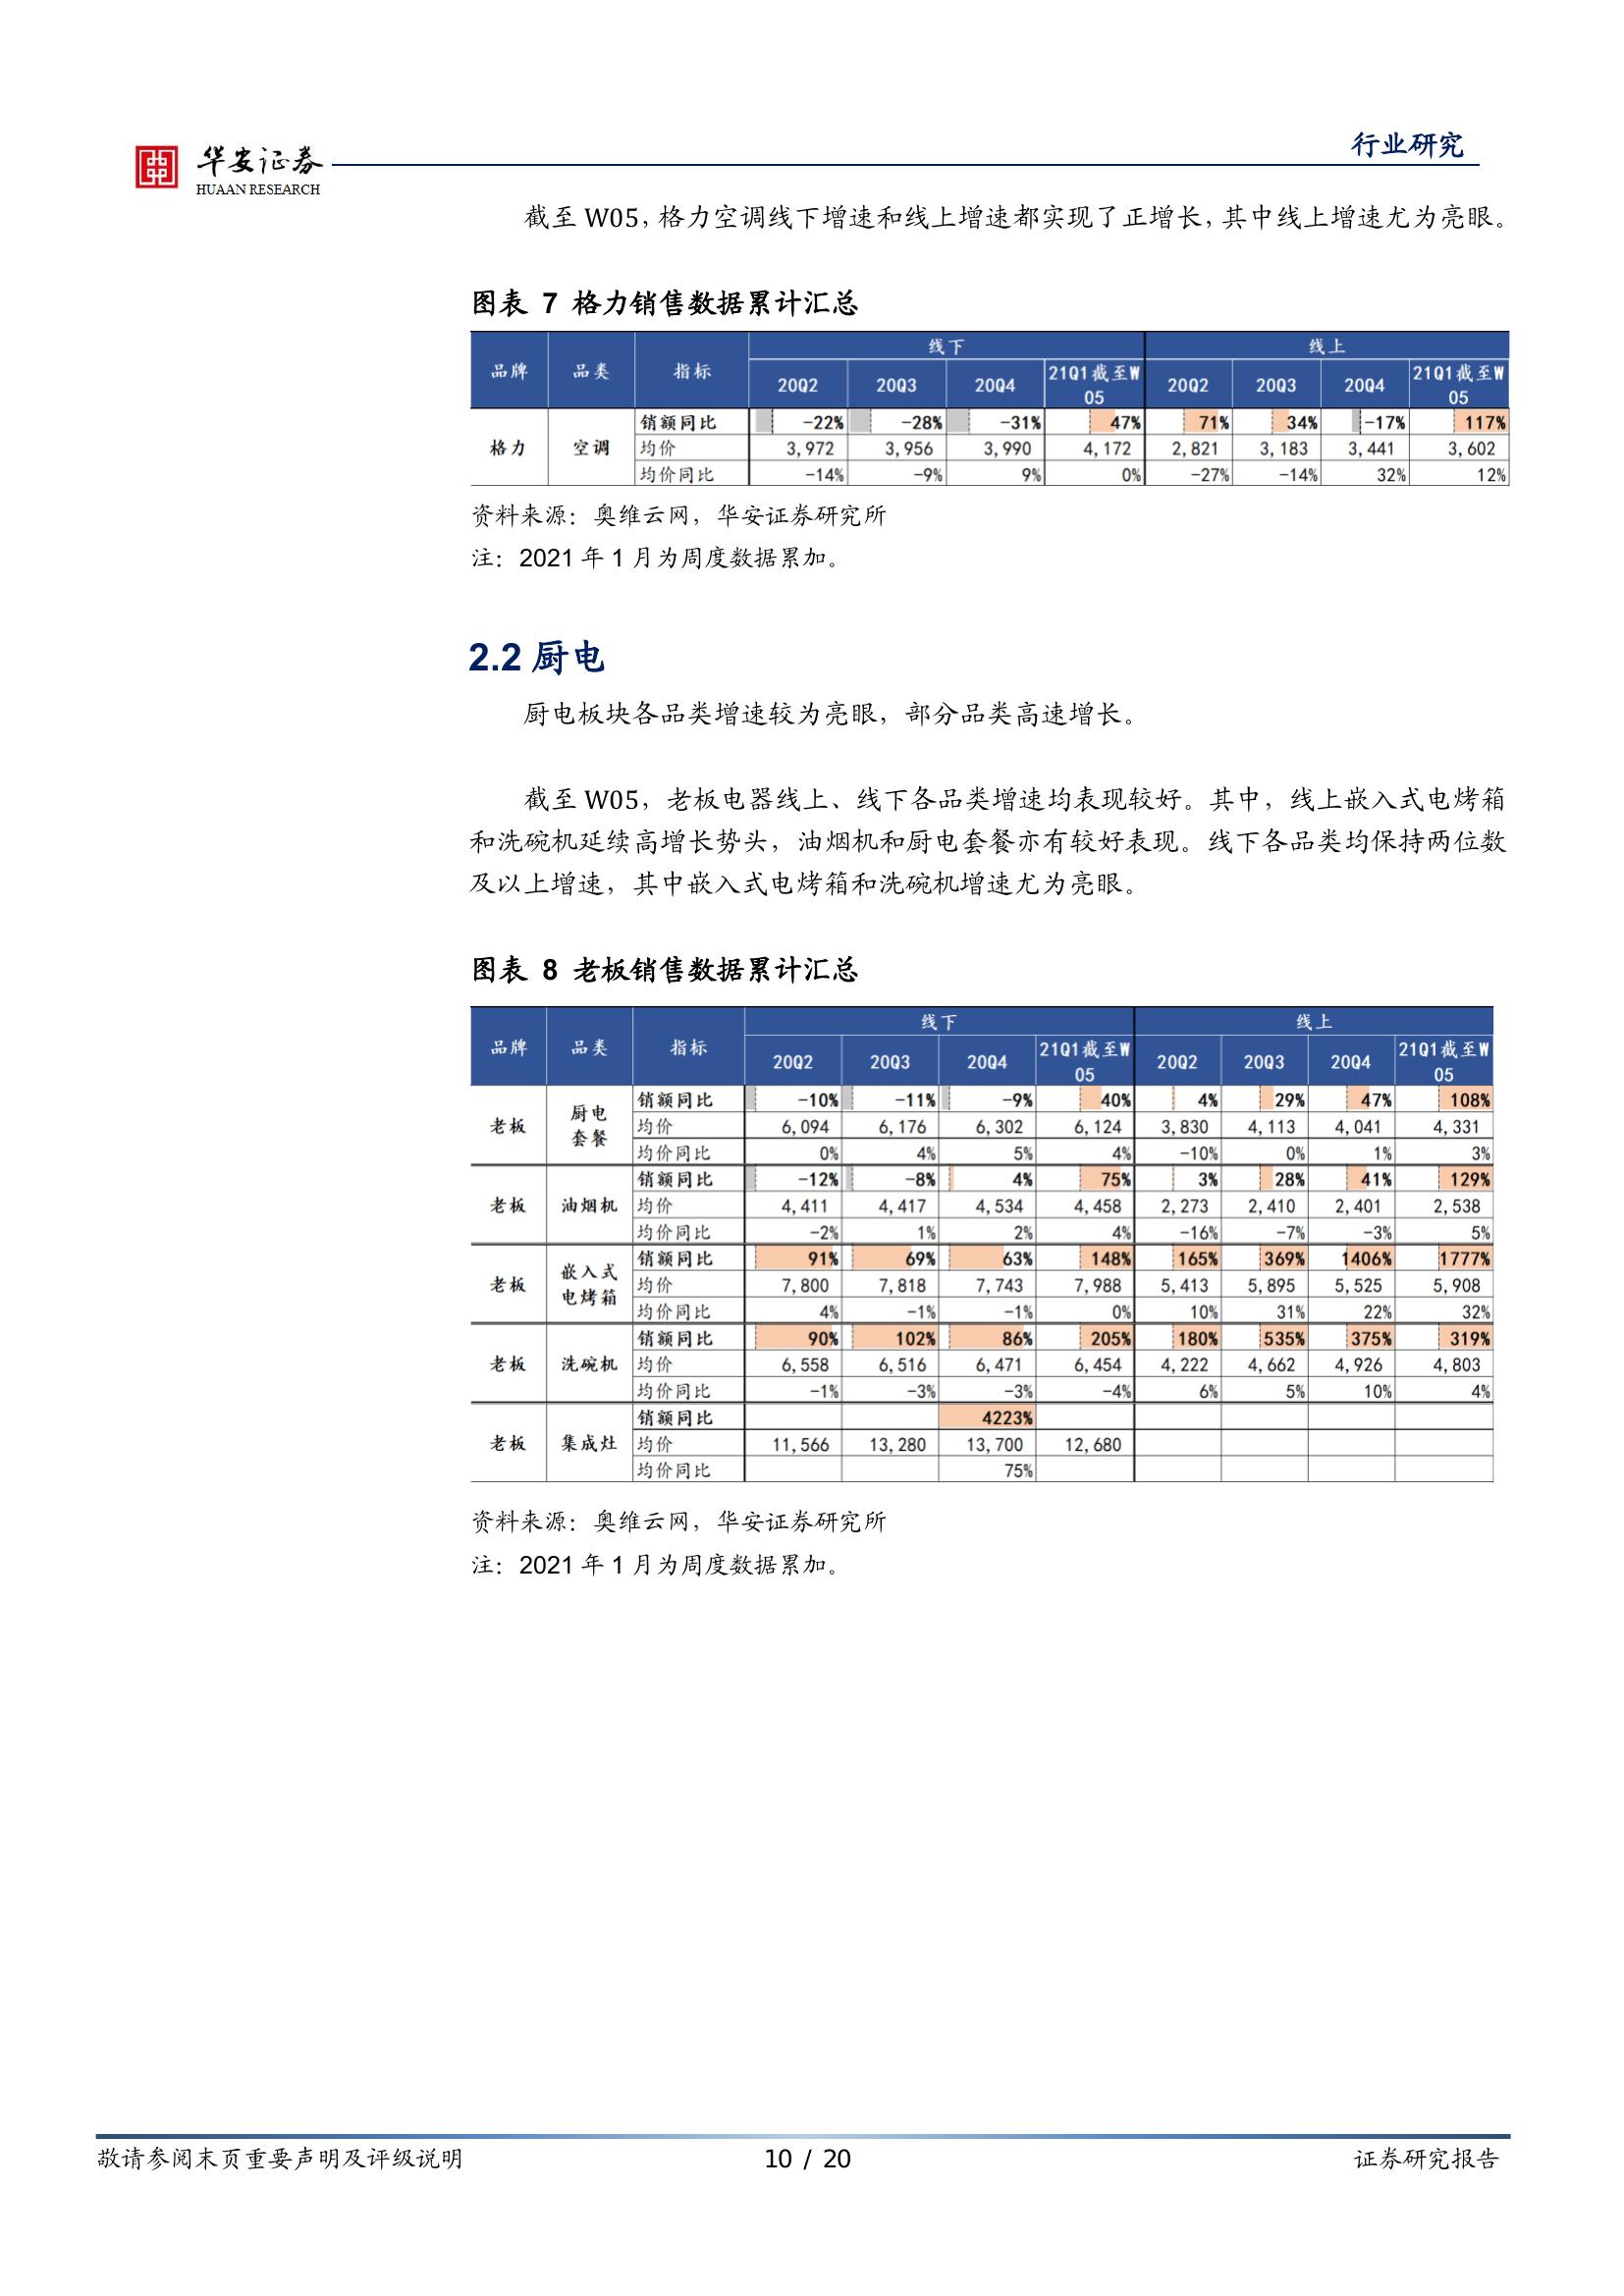 华安证券
HUAAN RESEARCH
行业研究
截至 W05，格力空调线下增速和线上增速都实现了正增长，其中线上增速尤为亮眼。
图表 7 格力销售数据累计汇总
品牌 品类 指标 线下 线上
20Q2 20Q3 20Q4 21Q1截至W05 20Q2 20Q3 20Q4 21Q1截至W05
格力 空调 销额同比 -22% -28% -31% 47% 71% 34% -17% 117%
均价 3,972 3,956 3,990 4,172 2,821 3,183 3,441 3,602
均价同比 -14% -9% 9% 0% -27% -14% 32% 12%
资料来源：奥维云网，华安证券研究所
注：2021 年 1 月为周度数据累加。
2.2 厨电
厨电板块各品类增速较为亮眼，部分品类高速增长。
截至 W05，老板电器线上、线下各品类增速均表现较好。其中，线上嵌入式电烤箱
和洗碗机延续高增长势头，油烟机和厨电套餐亦有较好表现。线下各品类均保持两位数
及以上增速，其中嵌入式电烤箱和洗碗机增速尤为亮眼。
图表 8 老板销售数据累计汇总
品牌 品类 指标 线下 线上
20Q2 20Q3 20Q4 21Q1截至W05 20Q2 20Q3 20Q4 21Q1截至W05
老板 厨电套餐 销额同比 -10% -11% -9% 40% 4% 29% 47% 108%
均价 6,094 6,176 6,302 6,124 3,830 4,113 4,041 4,331
均价同比 0% 4% 5% 4% -10% 0% 1% 3%
老板 油烟机 销额同比 -12% -8% 4% 75% 3% 28% 41% 129%
均价 4,411 4,417 4,534 4,458 2,273 2,410 2,401 2,538
均价同比 -2% 1% 2% 4% -16% -7% -3% 5%
老板 嵌入式电烤箱 销额同比 91% 69% 63% 148% 165% 369% 1406% 1777%
均价 7,800 7,818 7,743 7,988 5,413 5,895 5,525 5,908
均价同比 4% -1% -1% 0% 10% 31% 22% 32%
老板 洗碗机 销额同比 90% 102% 86% 205% 180% 535% 375% 319%
均价 6,558 6,516 6,471 6,454 4,222 4,662 4,926 4,803
均价同比 -1% -3% -3% -4% 6% 5% 10% 4%
老板 集成灶 销额同比 4223%
均价 11,566 13,280 13,700 12,680
均价同比 75%
资料来源：奥维云网，华安证券研究所
注：2021 年 1 月为周度数据累加。
敬请参阅末页重要声明及评级说明 10 / 20 证券研究报告